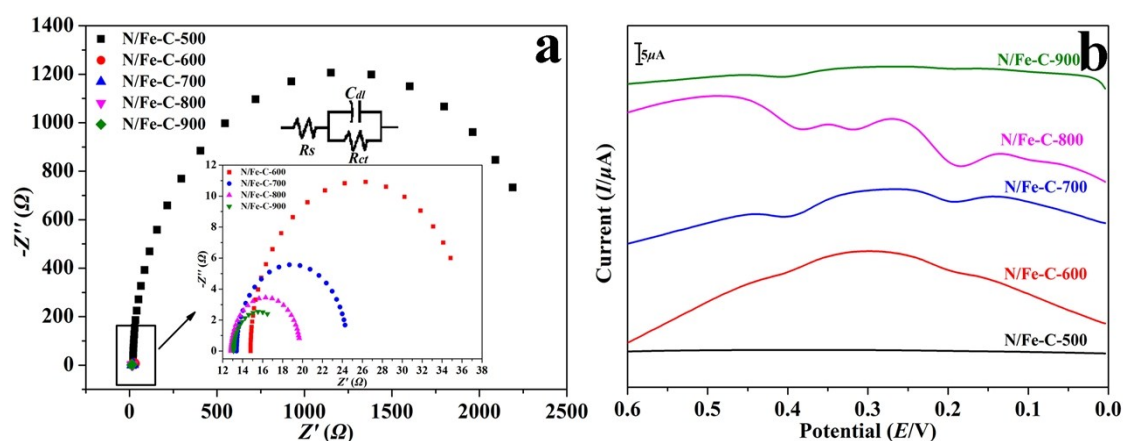 a
N/Fe-C-500
N/Fe-C-600
N/Fe-C-700
N/Fe-C-800
N/Fe-C-900
-Z'' (Ω)
1400
1200
1000
800
600
400
200
0
0
500
1000
1500
2000
2500
Z' (Ω)
Cdl
Rs
Rct
N/Fe-C-600
N/Fe-C-700
N/Fe-C-800
N/Fe-C-900
-Z'' (Ω)
12
10
8
6
4
2
0
12 14 16 18 20 22 24 26 28 30 32 34 36 38
Z' (Ω)
b
5μA
N/Fe-C-900
N/Fe-C-800
N/Fe-C-700
N/Fe-C-600
N/Fe-C-500
Current (I/μA)
0.6 0.5 0.4 0.3 0.2 0.1 0.0
Potential (E/V)